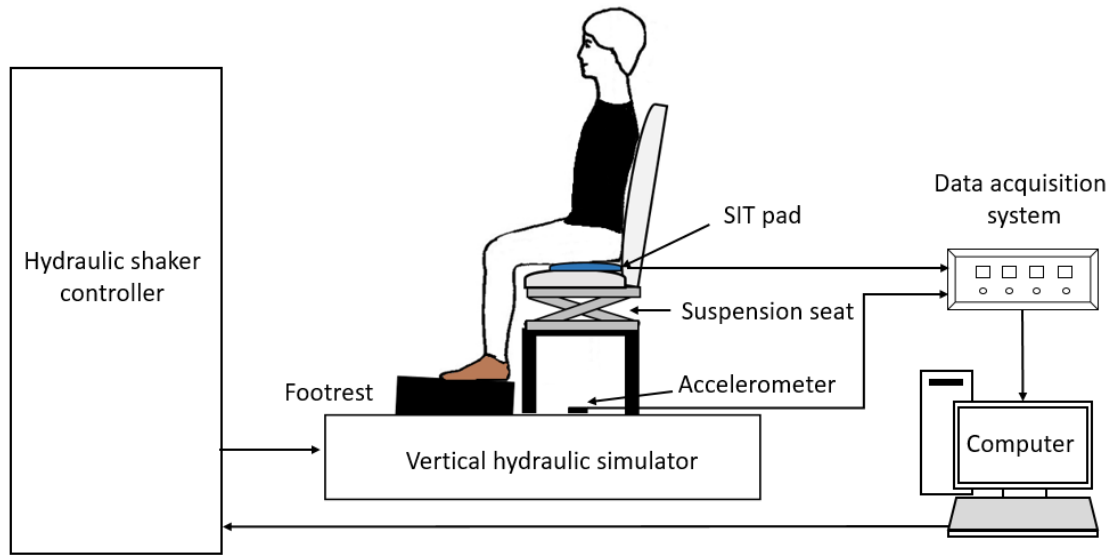 Hydraulic shaker
controller
SIT pad
Data acquisition
system
Suspension seat
Accelerometer
Footrest
Vertical hydraulic simulator
Computer